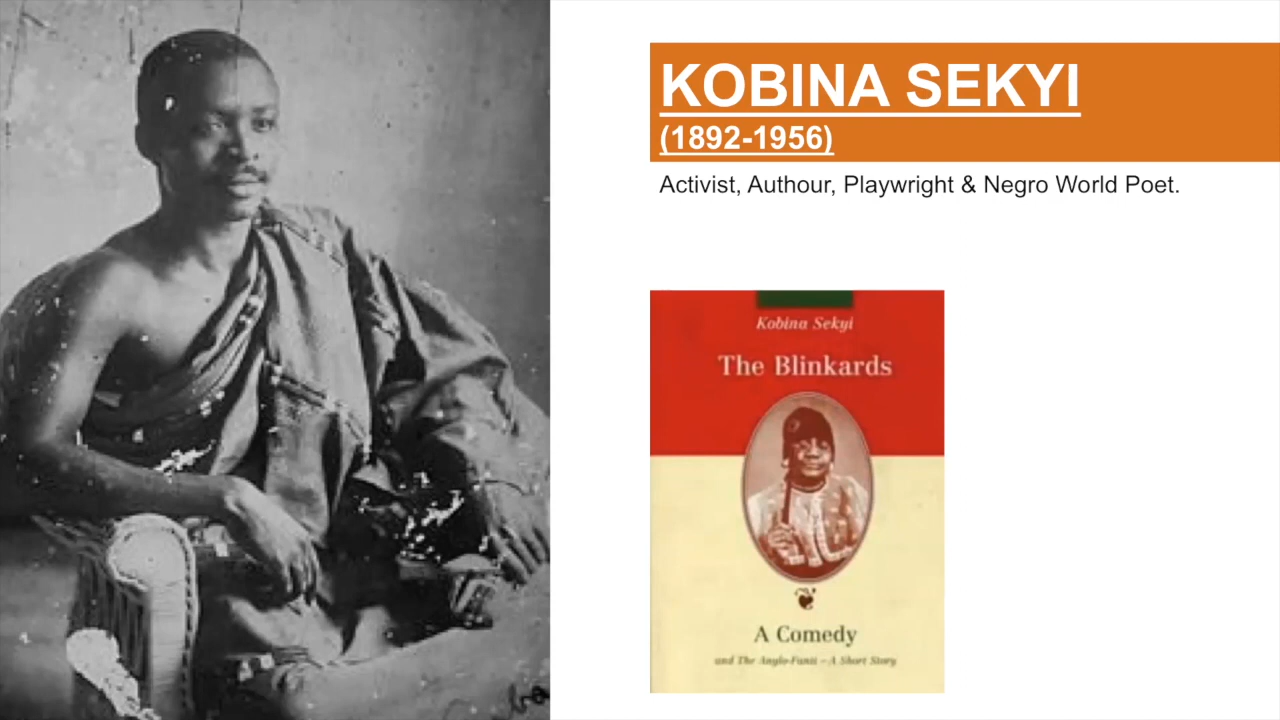 KOBINA SEKYI
(1892-1956)
Activist, Authour, Playwright & Negro World Poet.
Kobina Sekyi
The Blinkards
A Comedy
and The Anglo-Fanti – A Short Story